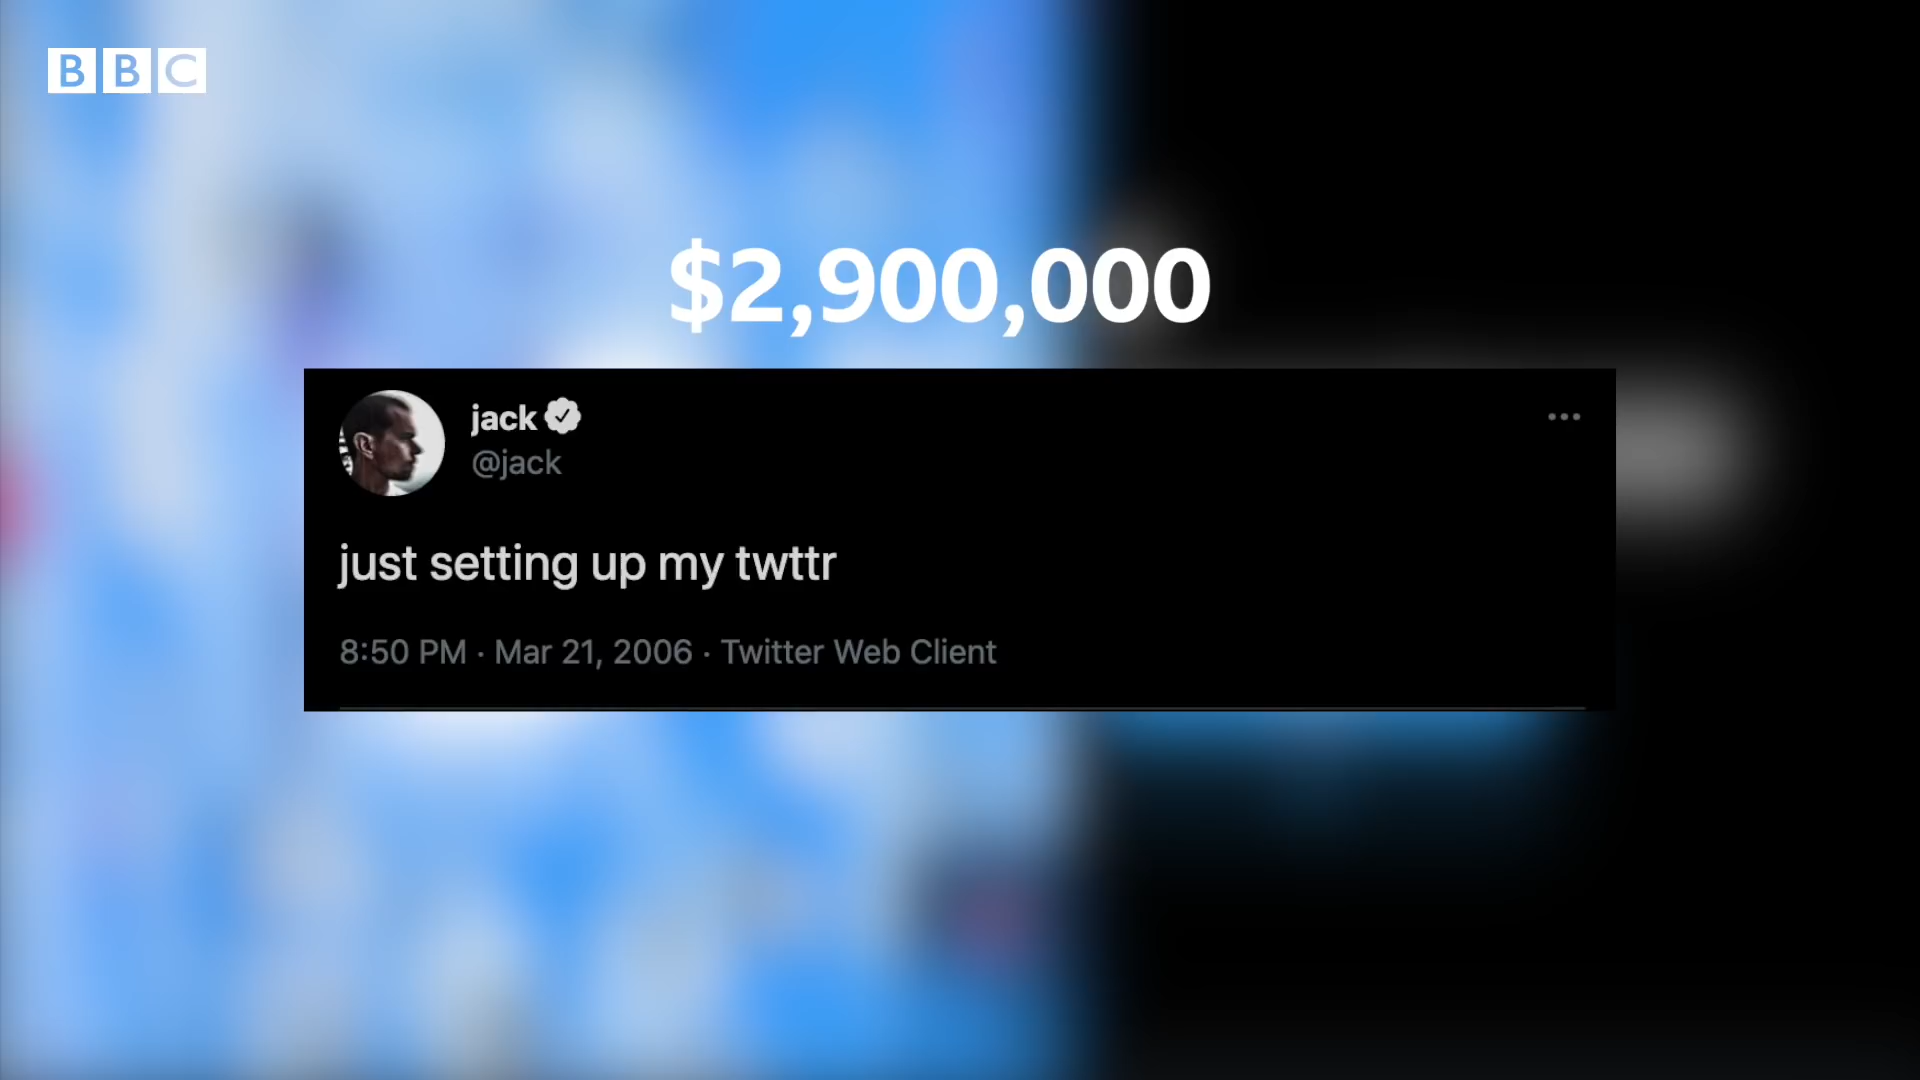 BBC
$2,900,000
jack
@jack
just setting up my twttr
8:50 PM · Mar 21, 2006 · Twitter Web Client